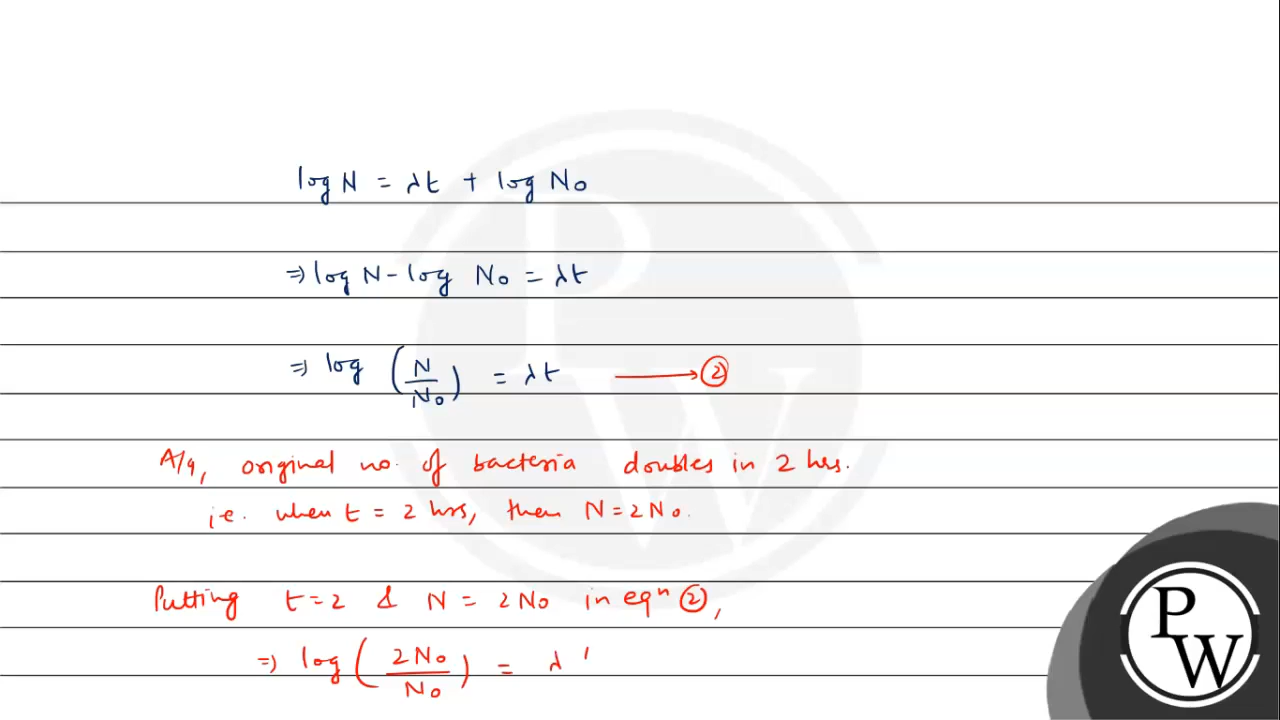 log N = λt + log N₀
⇒ log N - log N₀ = λt
⇒ log (N/N₀) = λt ⟶ ②
A/q, original no. of bacteria doubles in 2 hrs.
i.e. when t = 2 hrs, then N = 2N₀.
Putting t = 2 & N = 2N₀ in eqⁿ ②,
⇒ log (2N₀/N₀) = λ
P
W